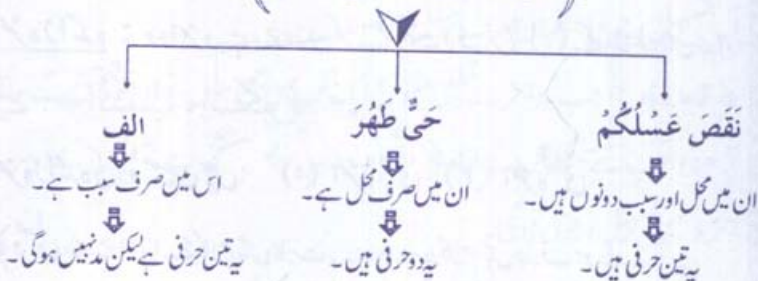 نَقَصَ عَسْلُكُمْ
ان میں محل اور سبب دونوں ہیں۔
یہ تین حرفی ہیں۔
حَیٌّ طَهُرَ
ان میں صرف محل ہے۔
یہ دو حرفی ہیں۔
الف
اس میں صرف سبب ہے۔
یہ تین حرفی ہے لیکن مد نہیں ہوگی۔